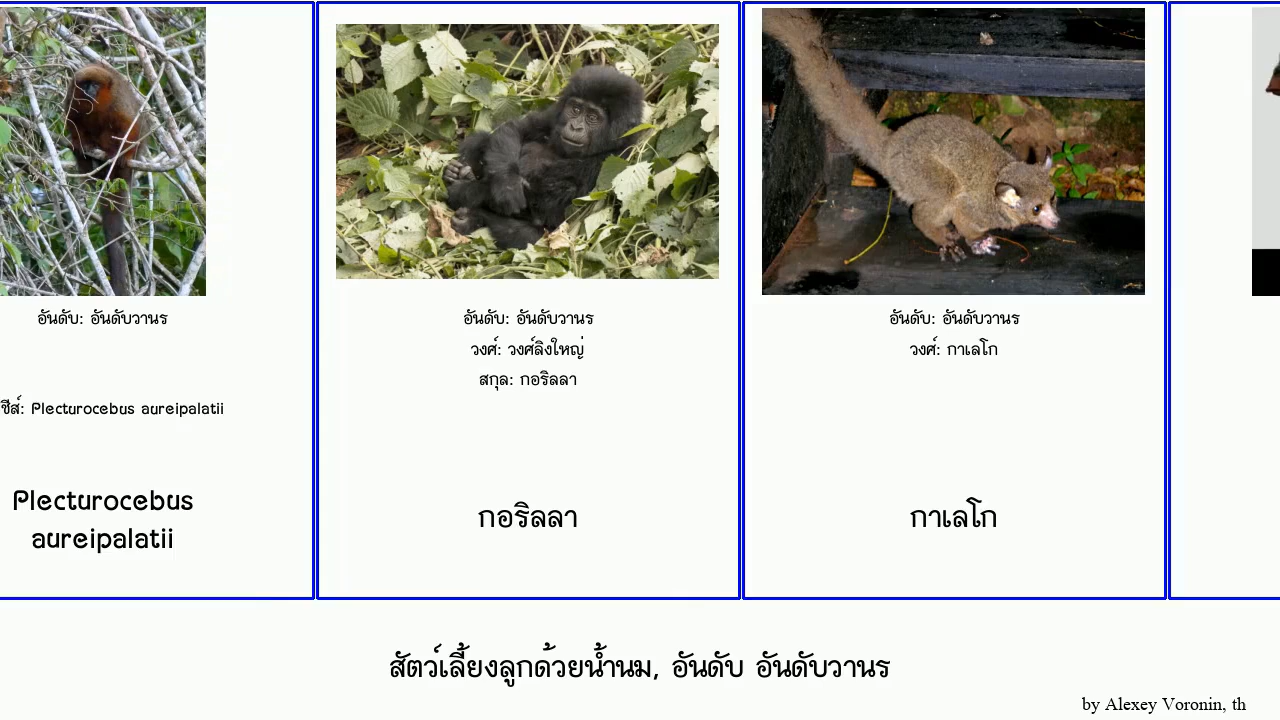 อันดับ: อันดับวานร
ชีส์: Plecturocebus aureipalatii
Plecturocebus
aureipalatii
อันดับ: อันดับวานร
วงศ์: วงศ์ลิงใหญ่
สกุล: กอริลลา
กอริลลา
อันดับ: อันดับวานร
วงศ์: กาเลโก
กาเลโก
สัตว์เลี้ยงลูกด้วยน้ำนม, อันดับ อันดับวานร
by Alexey Voronin, th